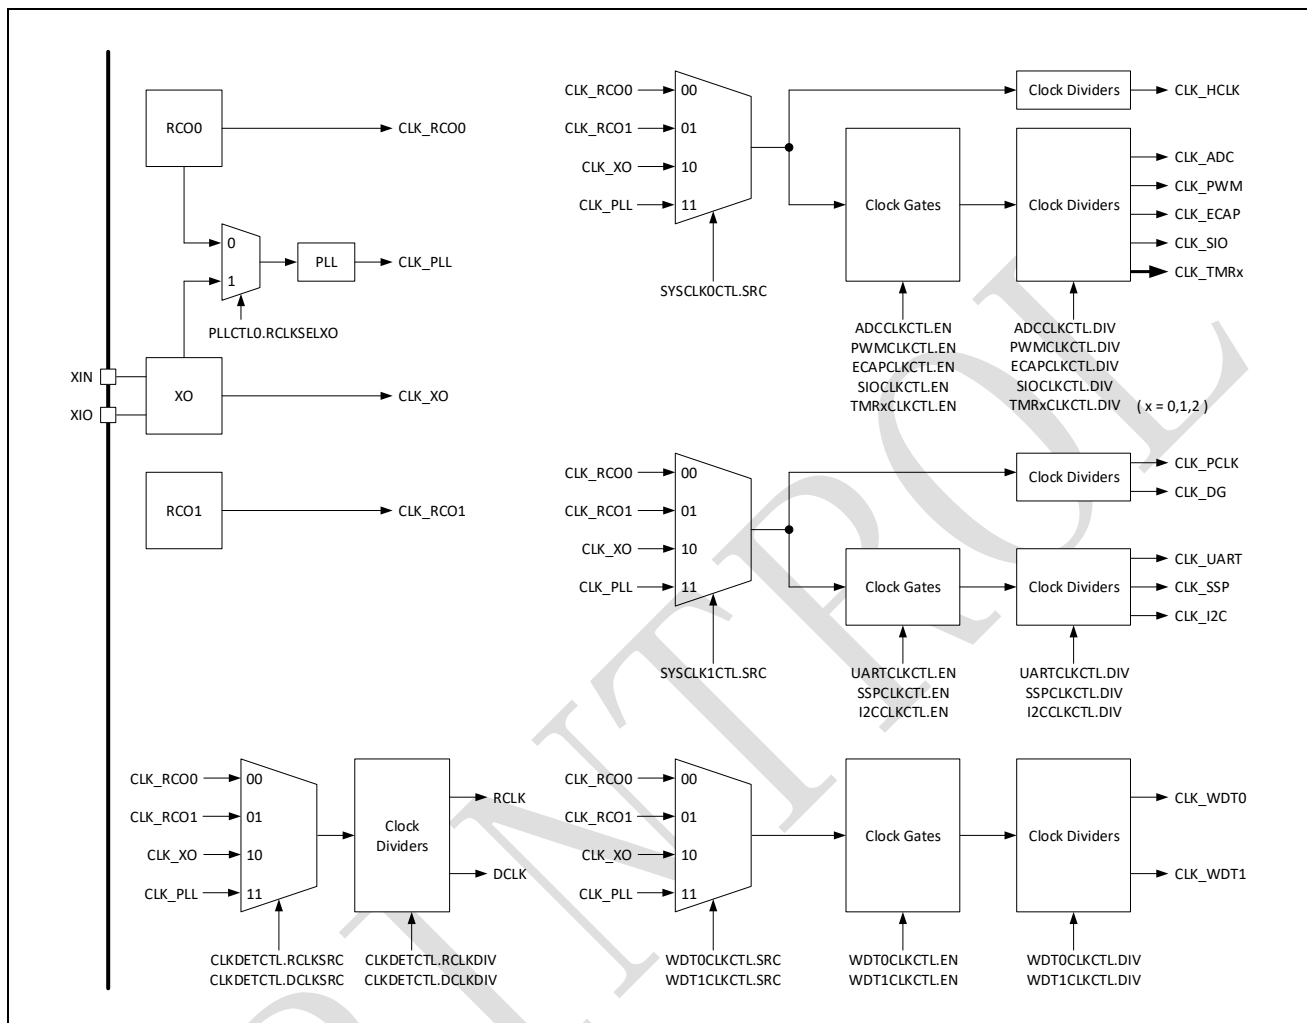 RCO0
CLK_RCO0
0
1
PLL
CLK_PLL
PLLCTL0.RCLKSELXO
XIN
XIO
XO
CLK_XO
RCO1
CLK_RCO1
CLK_RCO0
00
CLK_RCO1
01
CLK_XO
10
CLK_PLL
11
SYSCLK0CTL.SRC
Clock Dividers
CLK_HCLK
Clock Gates
Clock Dividers
CLK_ADC
CLK_PWM
CLK_ECAP
CLK_SIO
CLK_TMRx
ADCCLKCTL.EN
PWMCLKCTL.EN
ECAPCLKCTL.EN
SIOCLKCTL.EN
TMRxCLKCTL.EN
ADCCLKCTL.DIV
PWMCLKCTL.DIV
ECAPCLKCTL.DIV
SIOCLKCTL.DIV
TMRxCLKCTL.DIV ( x = 0,1,2 )
CLK_RCO0
00
CLK_RCO1
01
CLK_XO
10
CLK_PLL
11
SYSCLK1CTL.SRC
Clock Dividers
CLK_PCLK
CLK_DG
Clock Gates
Clock Dividers
CLK_UART
CLK_SSP
CLK_I2C
UARTCLKCTL.EN
SSPCLKCTL.EN
I2CCLKCTL.EN
UARTCLKCTL.DIV
SSPCLKCTL.DIV
I2CCLKCTL.DIV
CLK_RCO0
00
CLK_RCO1
01
CLK_XO
10
CLK_PLL
11
CLKDETCTL.RCLKSRC
CLKDETCTL.DCLKSRC
Clock
Dividers
RCLK
DCLK
CLKDETCTL.RCLKDIV
CLKDETCTL.DCLKDIV
CLK_RCO0
00
CLK_RCO1
01
CLK_XO
10
CLK_PLL
11
WDT0CLKCTL.SRC
WDT1CLKCTL.SRC
Clock Gates
WDT0CLKCTL.EN
WDT1CLKCTL.EN
Clock Dividers
CLK_WDT0
CLK_WDT1
WDT0CLKCTL.DIV
WDT1CLKCTL.DIV